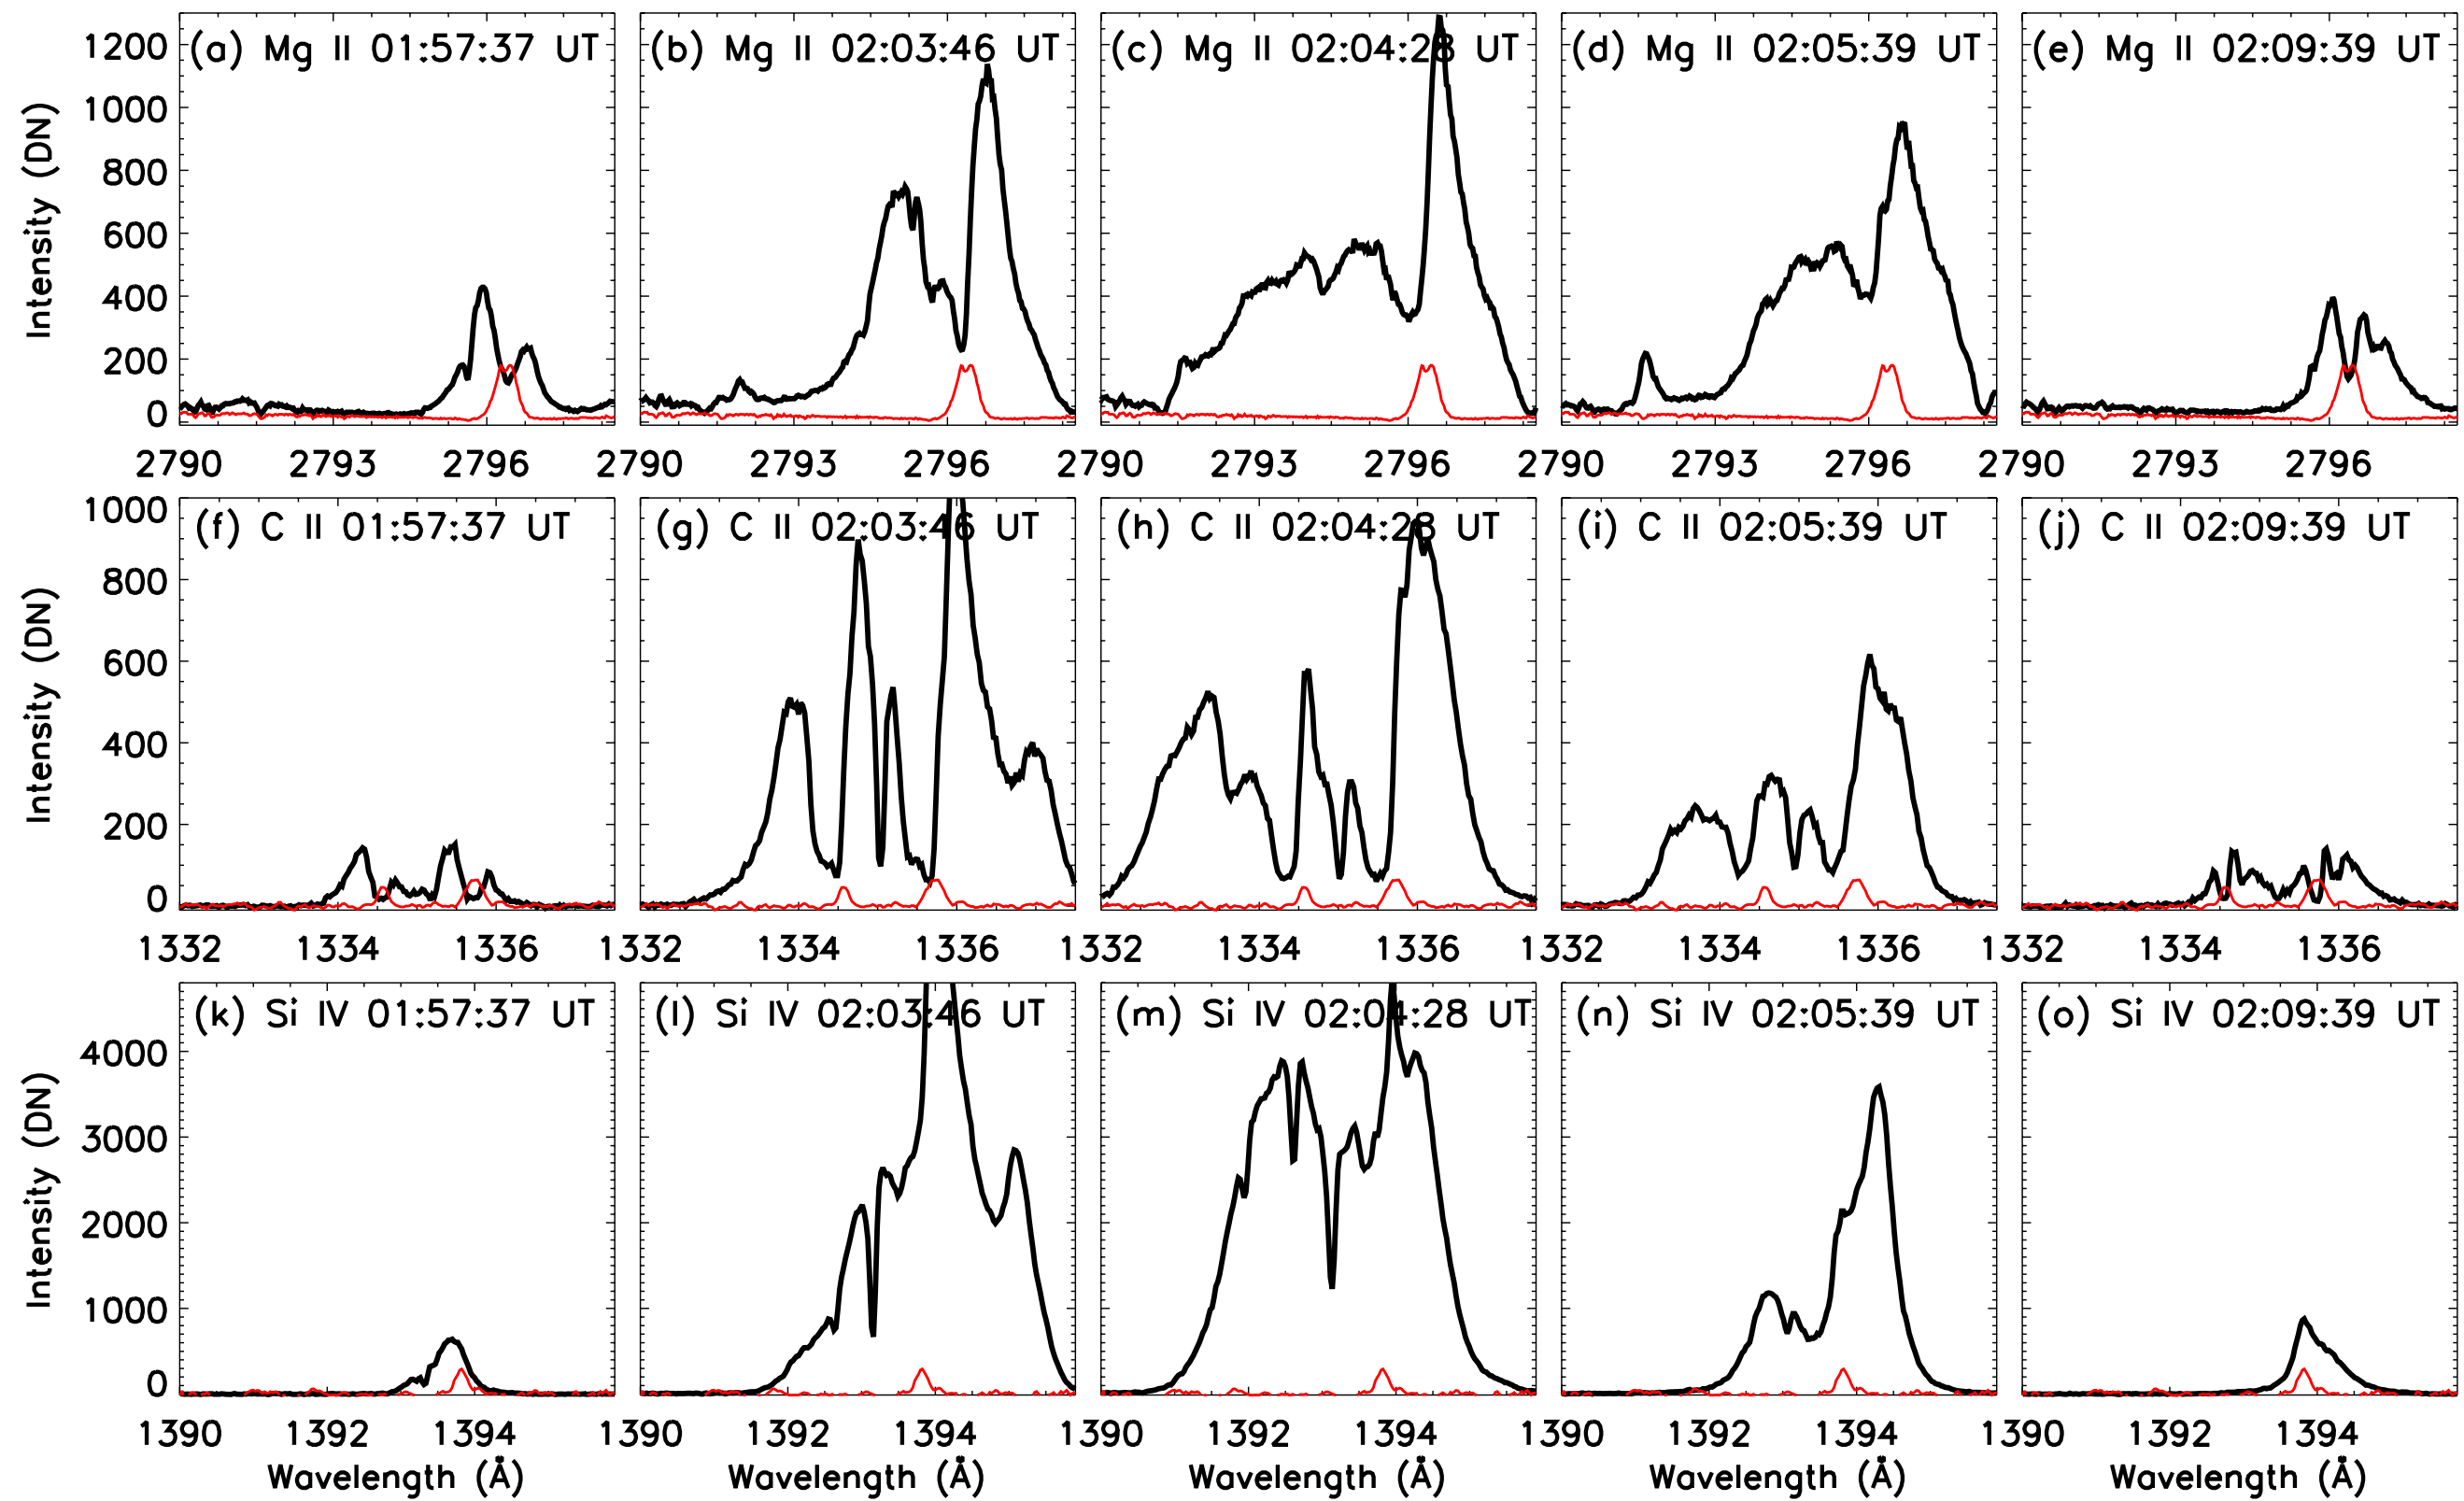 (a) Mg II 01:57:37 UT
(b) Mg II 02:03:46 UT
(c) Mg II 02:04:28 UT
(d) Mg II 02:05:39 UT
(e) Mg II 02:09:39 UT
Intensity (DN)
1200
1000
800
600
400
200
0
2790 2793 2796 2790 2793 2796 2790 2793 2796 2790 2793 2796 2790 2793 2796
(f) C II 01:57:37 UT
(g) C II 02:03:46 UT
(h) C II 02:04:28 UT
(i) C II 02:05:39 UT
(j) C II 02:09:39 UT
Intensity (DN)
1000
800
600
400
200
0
1332 1334 1336 1332 1334 1336 1332 1334 1336 1332 1334 1336 1332 1334 1336
(k) Si IV 01:57:37 UT
(l) Si IV 02:03:46 UT
(m) Si IV 02:04:28 UT
(n) Si IV 02:05:39 UT
(o) Si IV 02:09:39 UT
Intensity (DN)
4000
3000
2000
1000
0
1390 1392 1394 1390 1392 1394 1390 1392 1394 1390 1392 1394 1390 1392 1394
Wavelength (Å) Wavelength (Å) Wavelength (Å) Wavelength (Å) Wavelength (Å)